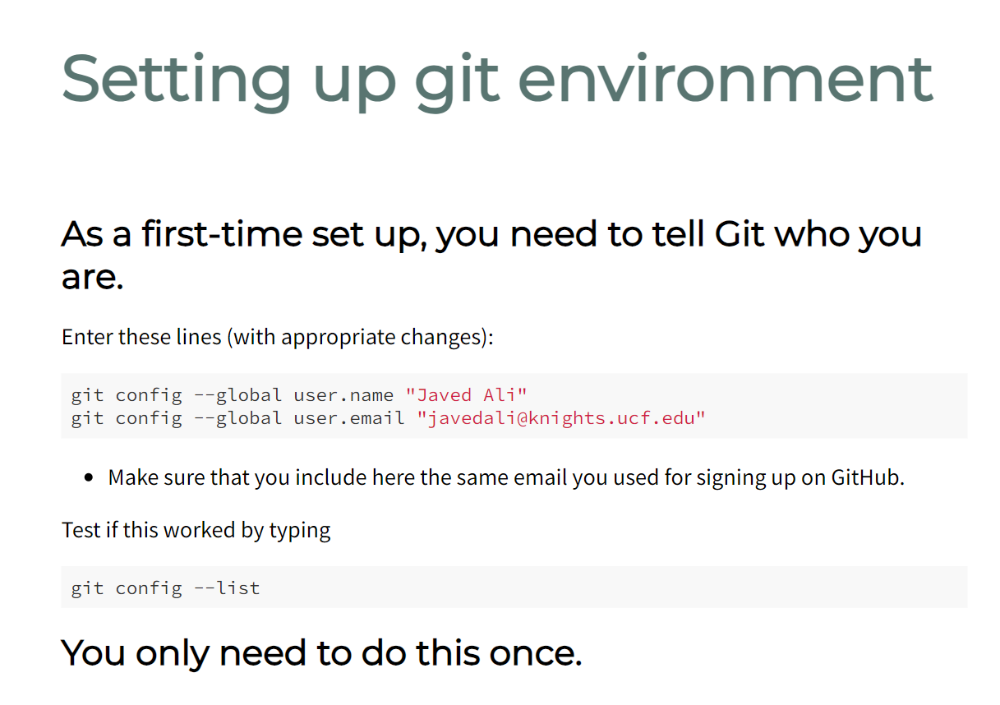 Setting up git environment
As a first-time set up, you need to tell Git who you
are.
Enter these lines (with appropriate changes):
git config --global user.name "Javed Ali"
git config --global user.email "javedali@knights.ucf.edu"
• Make sure that you include here the same email you used for signing up on GitHub.
Test if this worked by typing
git config --list
You only need to do this once.